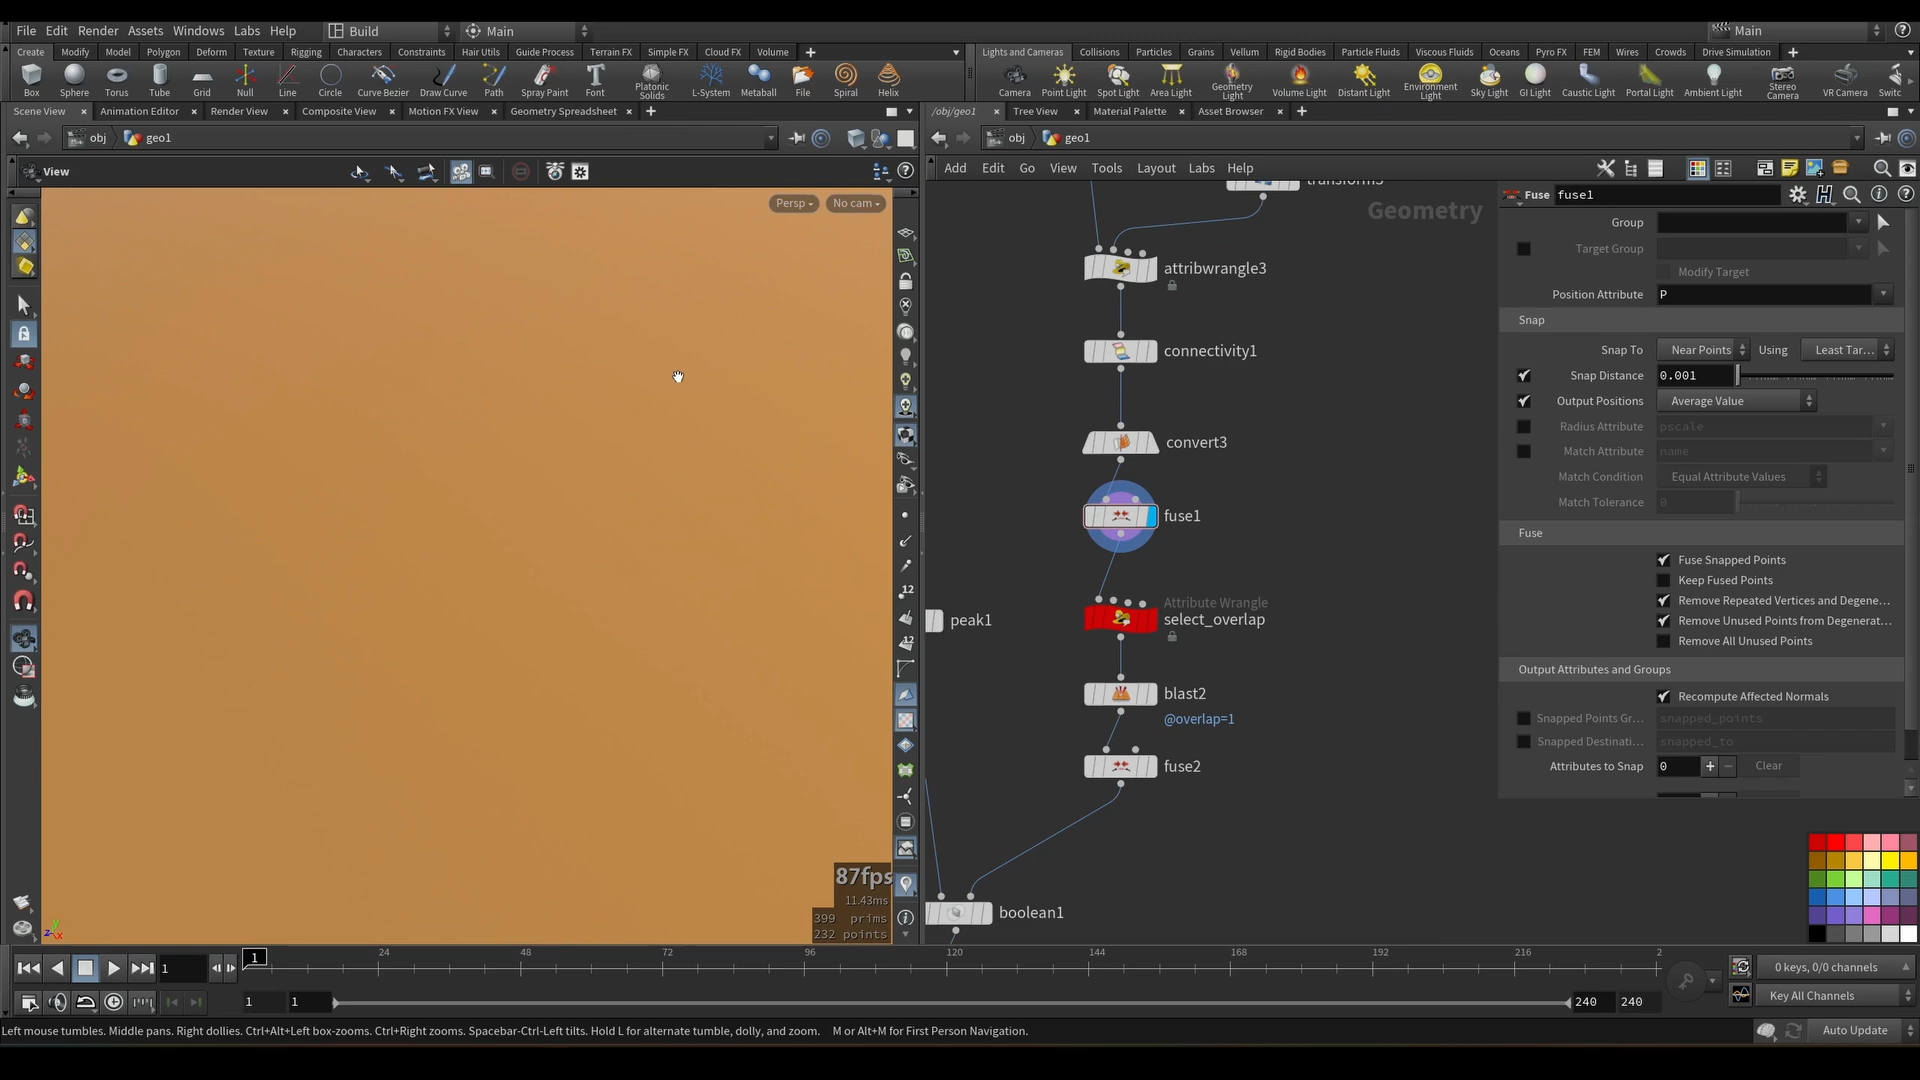 File Edit Render Assets Windows Labs Help Build Main Main
Create Modify Model Polygon Deform Texture Rigging Characters Constraints Hair Utils Guide Process Terrain FX Simple FX Cloud FX Volume
Lights and Cameras Collisions Particles Grains Vellum Rigid Bodies Particle Fluids Viscous Fluids Oceans Pyro FX FEM Wires Crowds Drive Simulation
Box Sphere Torus Tube Grid Null Line Circle Curve Bezier Draw Curve Path Spray Paint Font Platonic Solids L-System Metaball File Spiral Helix
Camera Point Light Spot Light Area Light Geometry Light Volume Light Distant Light Environment Light Sky Light GI Light Caustic Light Portal Light Ambient Light Stereo Camera VR Camera Switc
Scene View Animation Editor Render View Composite View Motion FX View Geometry Spreadsheet
/obj/geo1 Tree View Material Palette Asset Browser
obj geo1
obj geo1
View
Add Edit Go View Tools Layout Labs Help
Persp No cam
transform3
Geometry
attribwrangle3
connectivity1
convert3
fuse1
Attribute Wrangle
select_overlap
peak1
blast2
@overlap=1
fuse2
boolean1
Fuse fuse1
Group
Target Group
Modify Target
Position Attribute P
Snap
Snap To Near Points Using Least Tar...
Snap Distance 0.001
Output Positions Average Value
Radius Attribute pscale
Match Attribute name
Match Condition Equal Attribute Values
Match Tolerance 0
Fuse
Fuse Snapped Points
Keep Fused Points
Remove Repeated Vertices and Degene...
Remove Unused Points from Degenerat...
Remove All Unused Points
Output Attributes and Groups
Recompute Affected Normals
Snapped Points Gr... snapped_points
Snapped Destinati... snapped_to
Attributes to Snap 0 Clear
12
12
87fps
11.43ms
399 prims
232 points
1 1 24 48 72 96 120 144 168 192 216 2
0 keys, 0/0 channels
1 1 240 240
Key All Channels
Left mouse tumbles. Middle pans. Right dollies. Ctrl+Alt+Left box-zooms. Ctrl+Right zooms. Spacebar-Ctrl-Left tilts. Hold L for alternate tumble, dolly, and zoom. M or Alt+M for First Person Navigation.
Auto Update